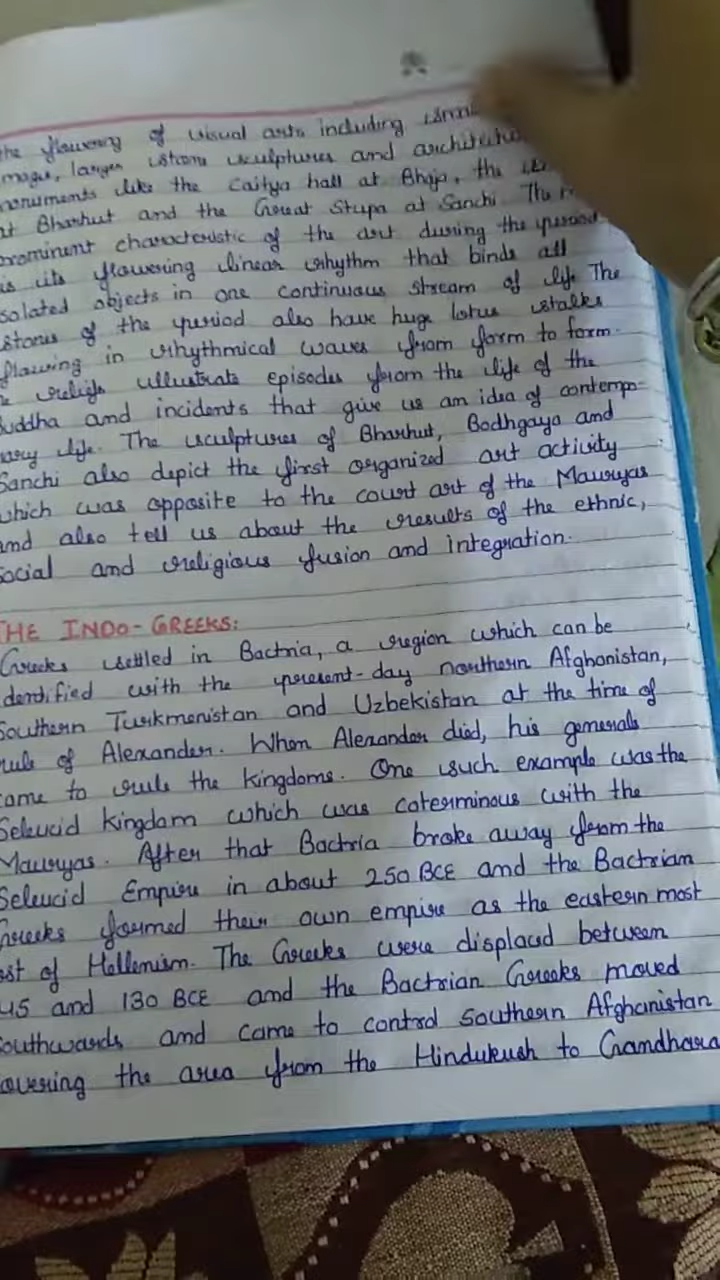 the flowering of visual arts including
larger stone sculptures and
monuments like the Caitya hall at Bhaja, the
at Bharhut and the Great Stupa at Sanchi. The
prominent characteristic of the art during the period
is its flowering linear rhythm that binds all
isolated objects in one continuous stream of life The
of the period also have huge lotus stalks
flowing in rhythmical waves from form to form.
illustrate episodes from the life of the
Buddha and incidents that give us an idea of contemp-
ary life. The sculptures of Bharhut, Bodhgaya and
Sanchi also depict the first organized art activity
which was opposite to the court art of the Mauryas
and also tell us about the results of the ethnic,
social and religious fusion and integration.
THE INDO-GREEKS:
Greeks settled in Bactria, a region which can be
identified with the present-day northern Afghanistan,
Southern Turkmenistan and Uzbekistan at the time of
rule of Alexander. When Alexander died, his generals
came to rule the kingdoms. One such example was the
Seleucid kingdom which was coterminous with the
Mauryas. After that Bactria broke away from the
Seleucid Empire in about 250 BCE and the Bactrian
Greeks formed their own empire as the eastern most
of Hellenism. The Greeks were displaced between
45 and 130 BCE and the Bactrian Greeks moved
southwards and came to control southern Afghanistan
covering the area from the Hindukush to Gandhara